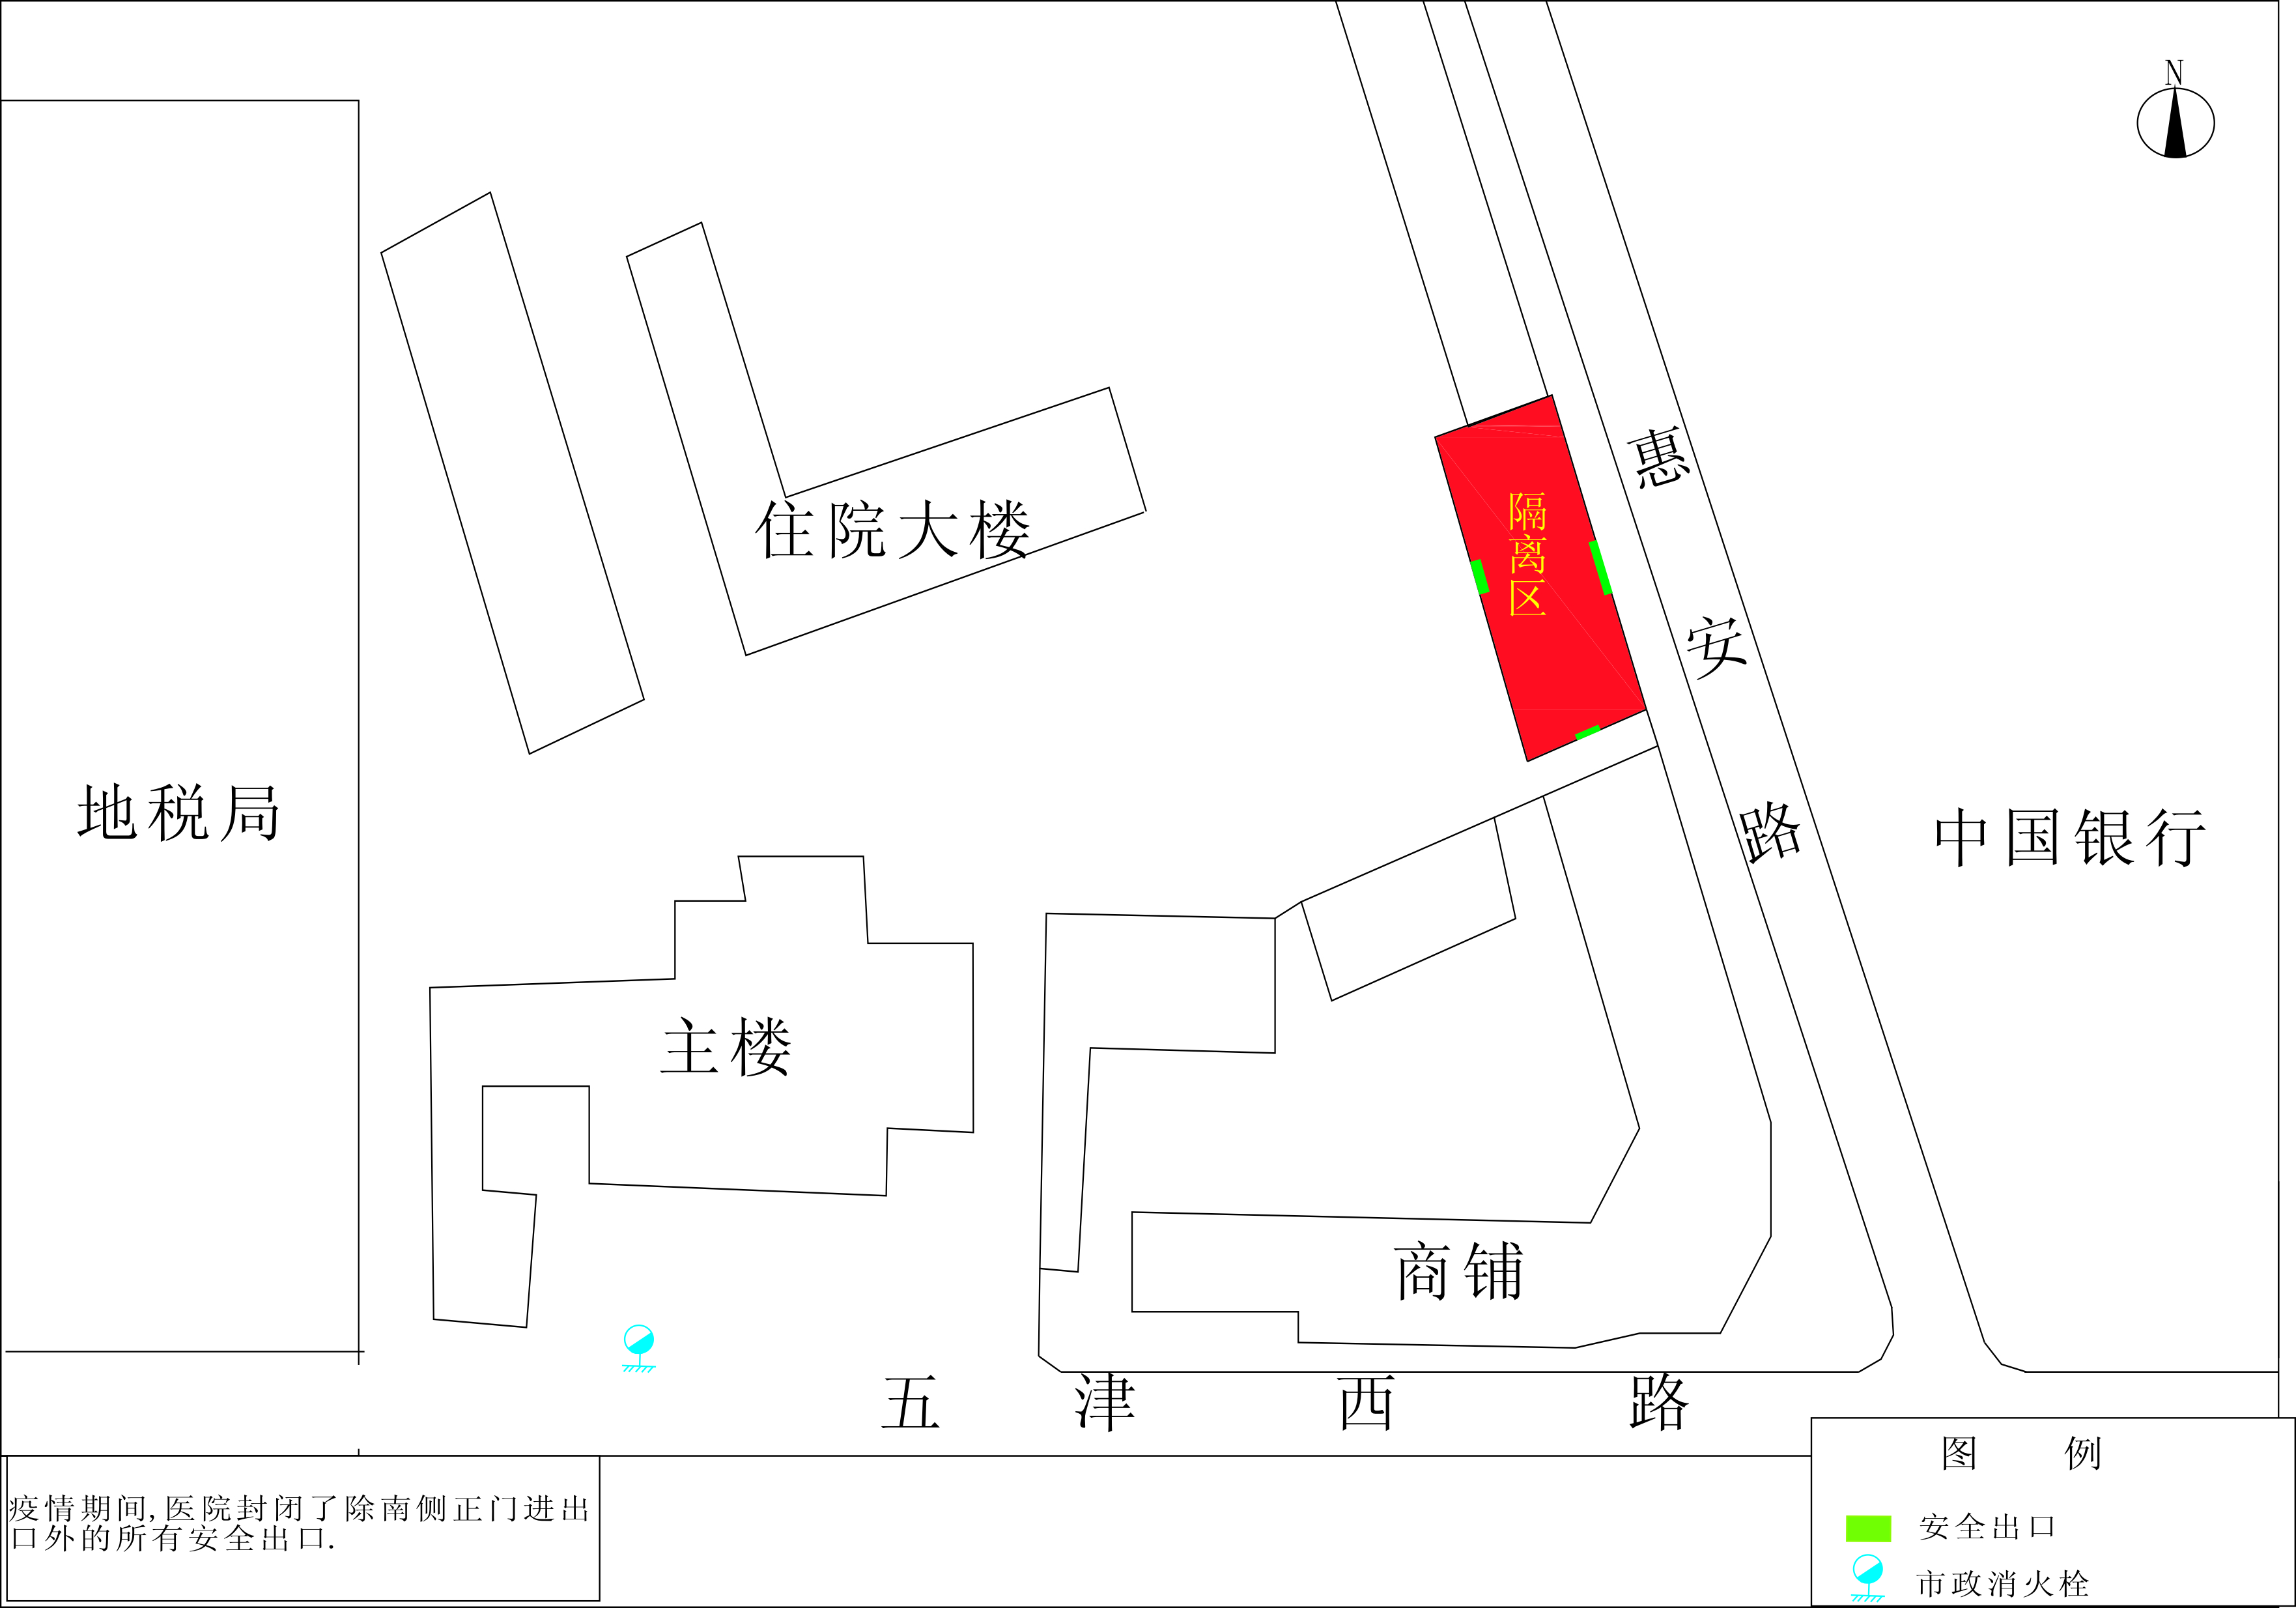 N
住院大楼
隔离区
惠安路
地税局
中国银行
主楼
商铺
五津西路
图例
安全出口
市政消火栓
疫情期间,医院封闭了除南侧正门进出
口外的所有安全出口.